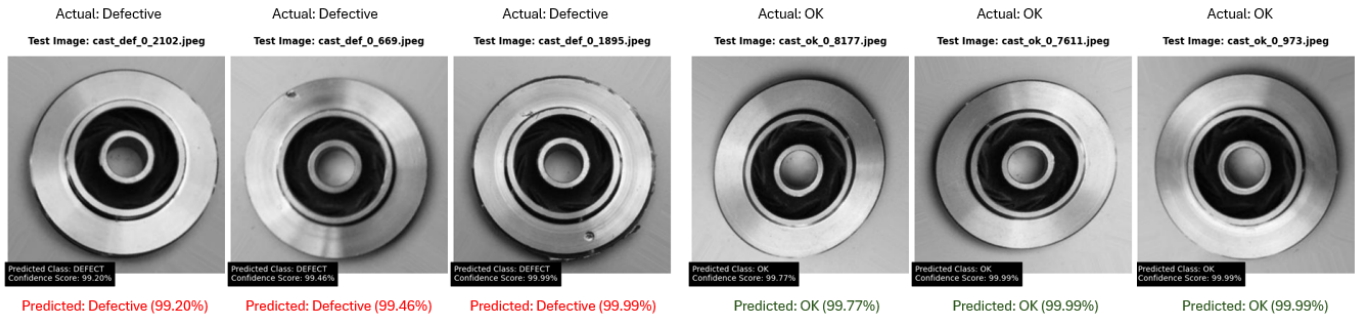 Actual: Defective
Actual: Defective
Actual: Defective
Actual: OK
Actual: OK
Actual: OK
Test Image: cast_def_0_2102.jpeg
Test Image: cast_def_0_669.jpeg
Test Image: cast_def_0_1895.jpeg
Test Image: cast_ok_0_8177.jpeg
Test Image: cast_ok_0_7611.jpeg
Test Image: cast_ok_0_973.jpeg
Predicted Class: DEFECT
Confidence Score: 99.20%
Predicted Class: DEFECT
Confidence Score: 99.46%
Predicted Class: DEFECT
Confidence Score: 99.99%
Predicted Class: OK
Confidence Score: 99.77%
Predicted Class: OK
Confidence Score: 99.99%
Predicted Class: OK
Confidence Score: 99.99%
Predicted: Defective (99.20%)
Predicted: Defective (99.46%)
Predicted: Defective (99.99%)
Predicted: OK (99.77%)
Predicted: OK (99.99%)
Predicted: OK (99.99%)